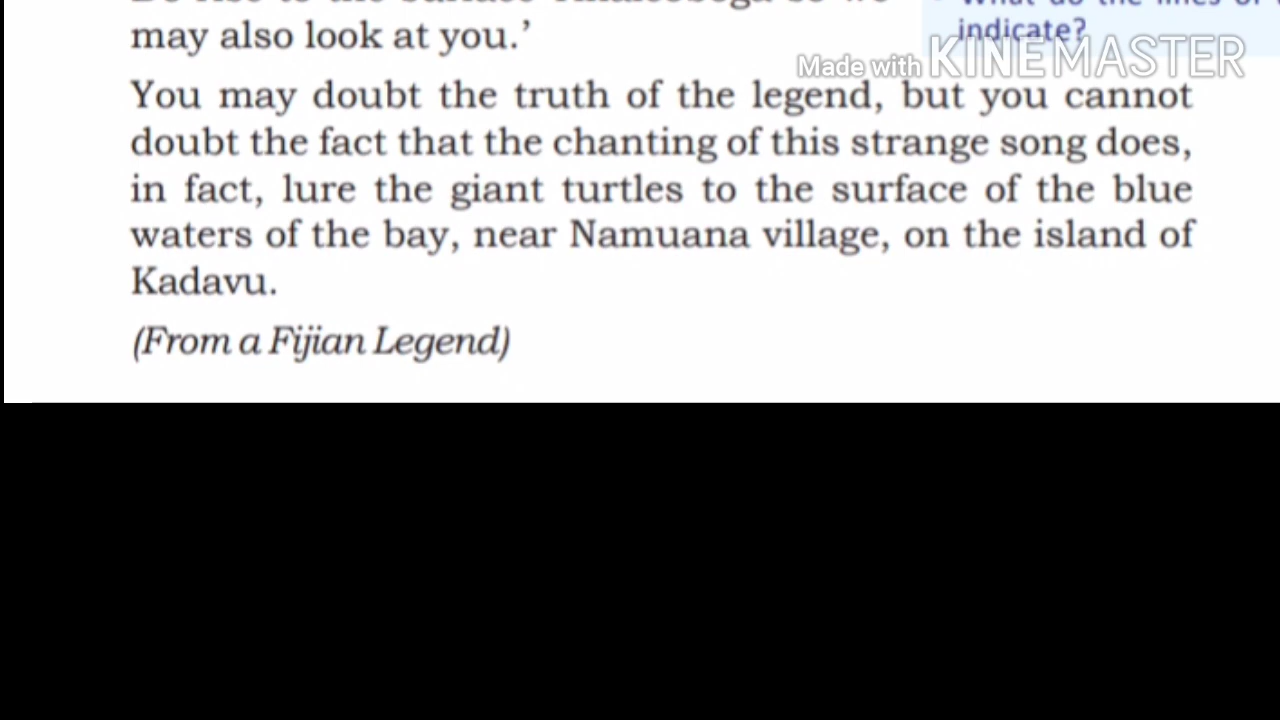 indicate?
may also look at you.’
Made with KINEMASTER
You may doubt the truth of the legend, but you cannot
doubt the fact that the chanting of this strange song does,
in fact, lure the giant turtles to the surface of the blue
waters of the bay, near Namuana village, on the island of
Kadavu.
(From a Fijian Legend)